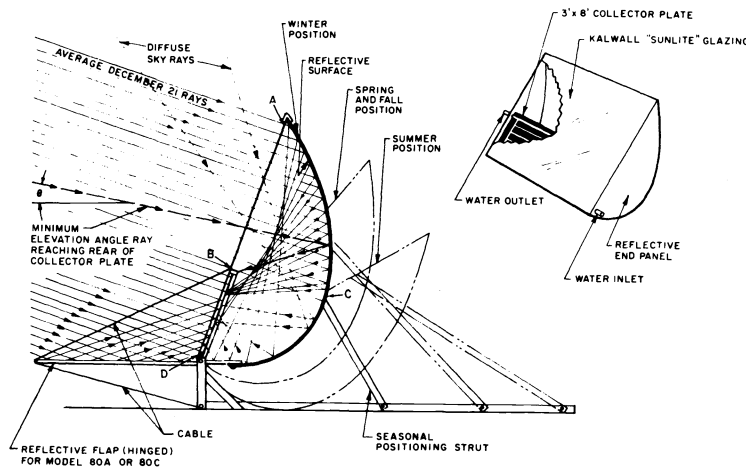 WINTER
POSITION
DIFFUSE
SKY RAYS
REFLECTIVE
SURFACE
AVERAGE DECEMBER 21 RAYS
A
SPRING
AND FALL
POSITION
SUMMER
POSITION
θ
MINIMUM
ELEVATION ANGLE RAY
REACHING REAR OF
COLLECTOR PLATE
B
C
D
CABLE
REFLECTIVE FLAP (HINGED)
FOR MODEL 80A OR 80C
SEASONAL
POSITIONING STRUT
3' x 8' COLLECTOR PLATE
KALWALL "SUNLITE" GLAZING
WATER OUTLET
REFLECTIVE
END PANEL
WATER INLET